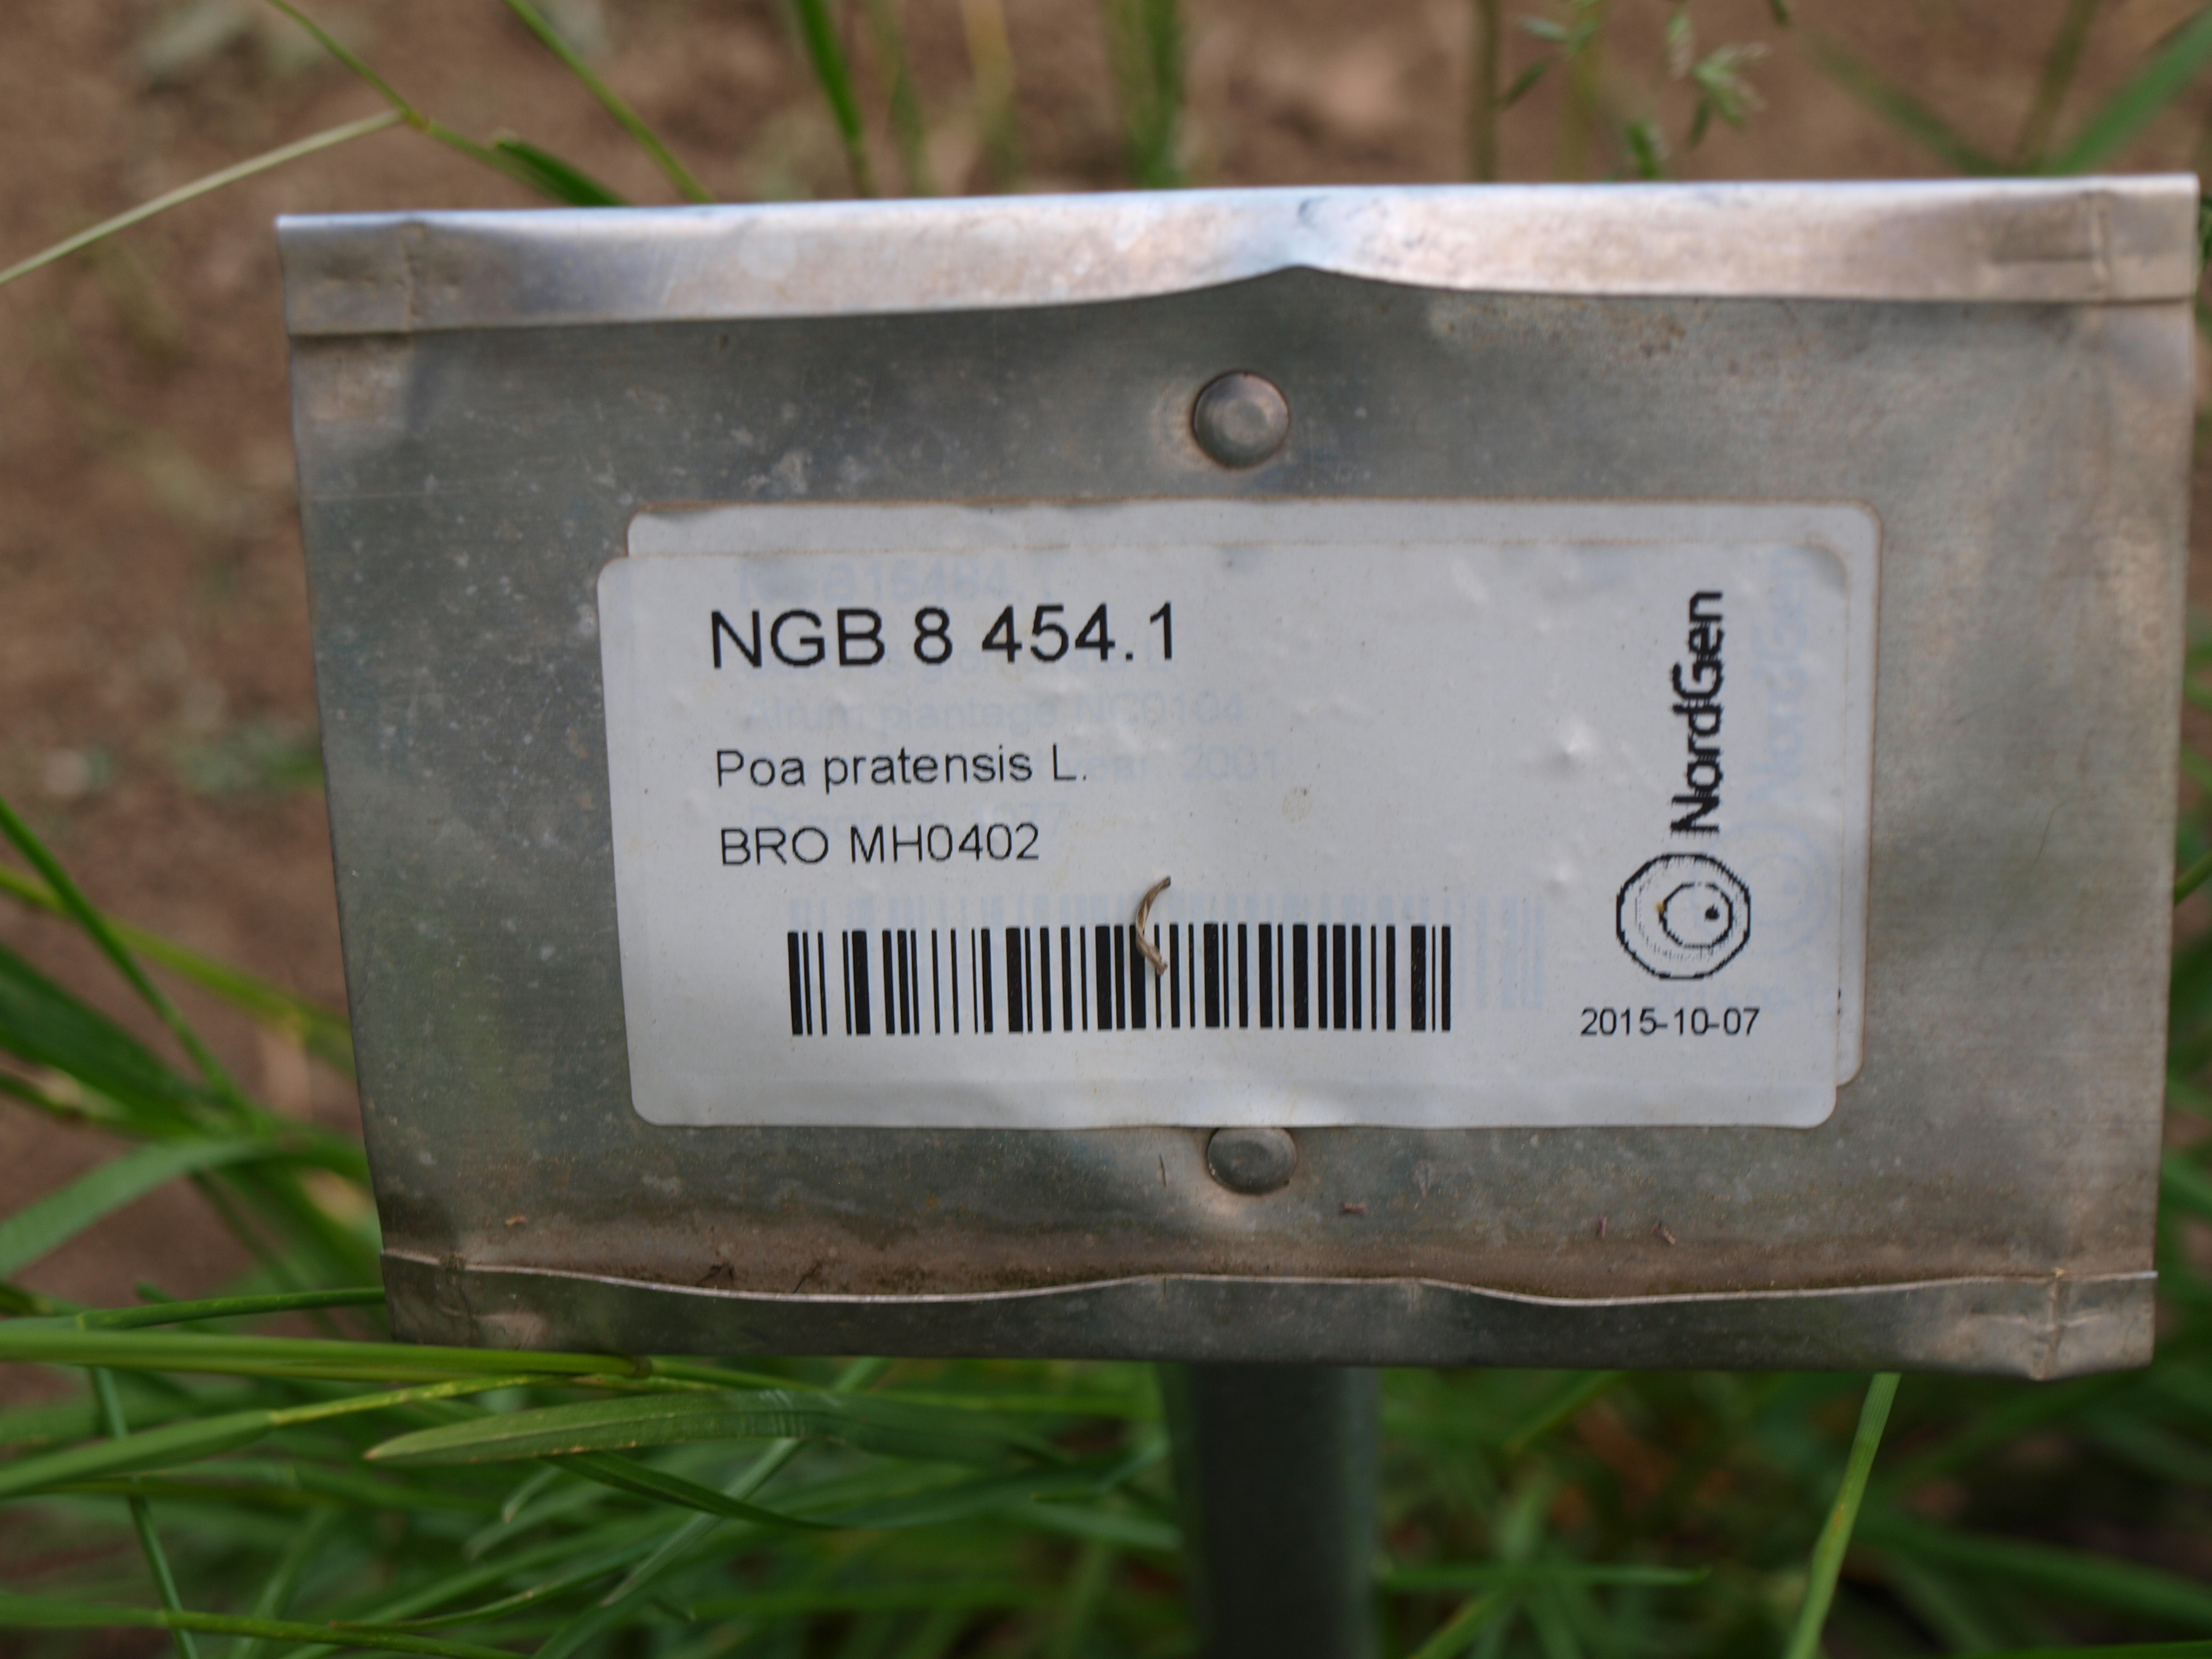 NGB 8 454.1
Poa pratensis L.
BRO MH0402
NordGen
2015-10-07